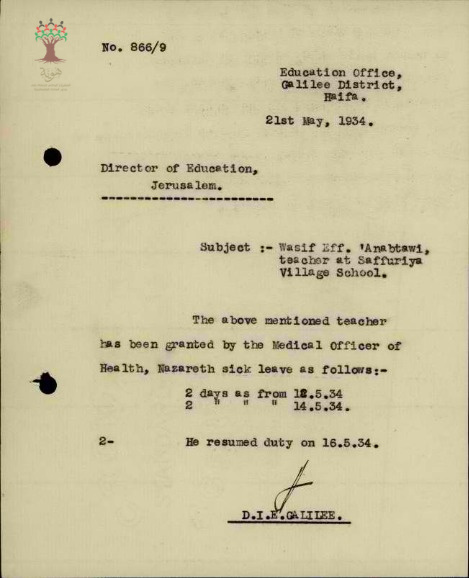 No. 866/9
Education Office,
Galilee District,
Haifa.
21st May, 1934.
Director of Education,
Jerusalem.
Subject :- Wasif Eff. 'Anabtawi,
teacher at Saffuriya
Village School.
The above mentioned teacher
has been granted by the Medical Officer of
Health, Nazareth sick leave as follows:-
2 days as from 12.5.34
2 " " " 14.5.34.
2- He resumed duty on 16.5.34.
D.I.E.GALILEE.